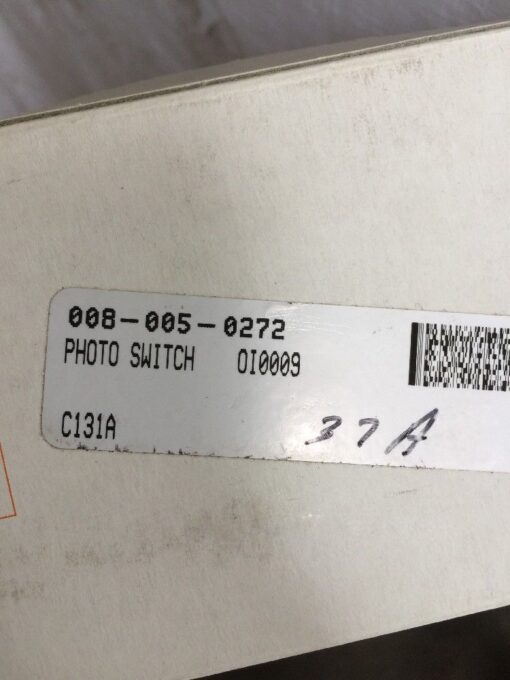 008-005-0272
PHOTO SWITCH OI0009
C131A 37A